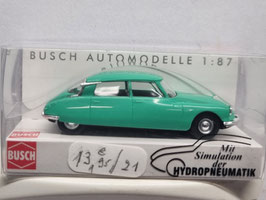 BUSCH AUTOMODELLE 1:87
BUSCH
13,95 € /21
Mit
Simulation
der
HYDROPNEUMATIK